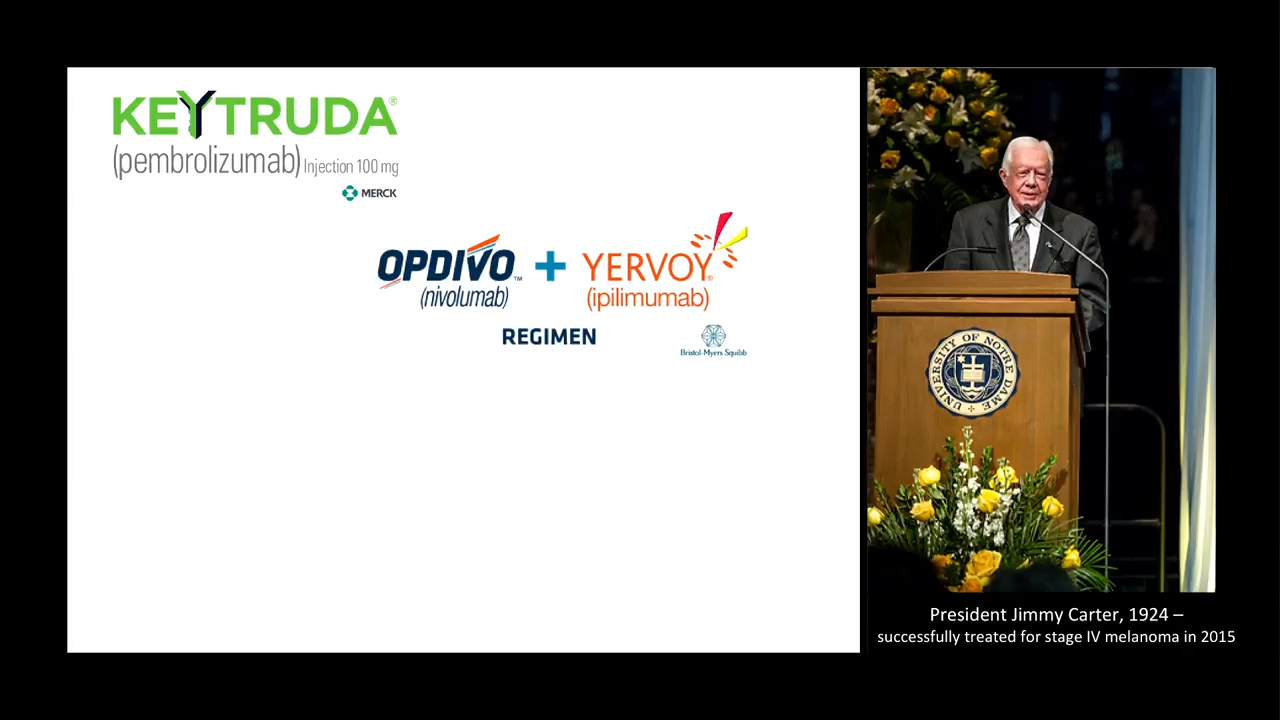 KEYTRUDA®
(pembrolizumab) Injection 100 mg
MERCK
OPDIVO™ + YERVOY®
(nivolumab) (ipilimumab)
REGIMEN
Bristol-Myers Squibb
UNIVERSITY OF NOTRE DAME
President Jimmy Carter, 1924 –
successfully treated for stage IV melanoma in 2015